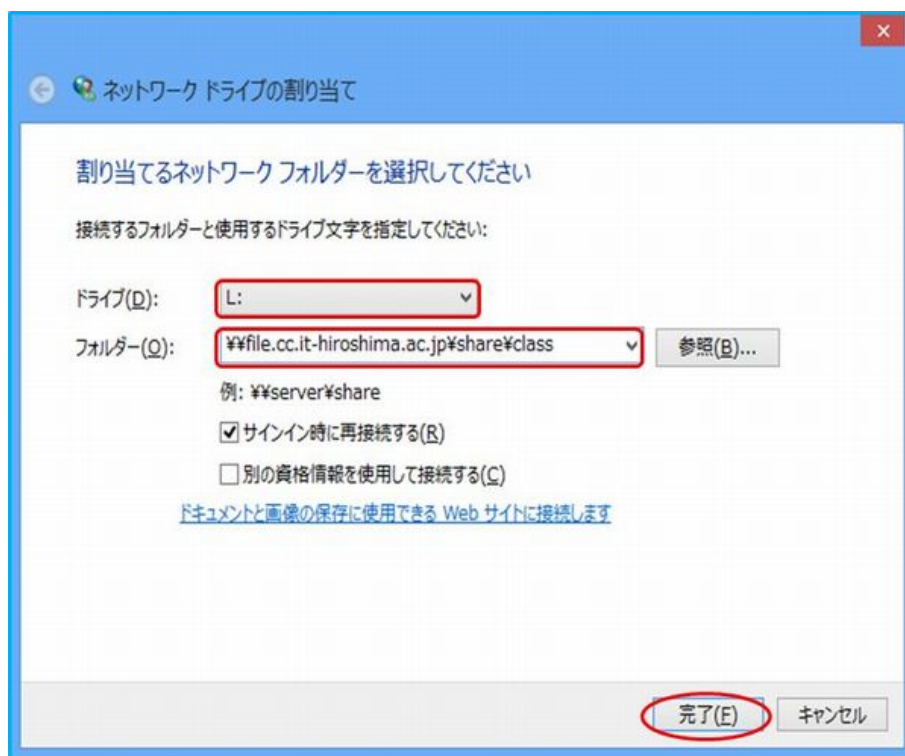 ネットワーク ドライブの割り当て
割り当てるネットワーク フォルダーを選択してください
接続するフォルダーと使用するドライブ文字を指定してください:
ドライブ(D): L:
フォルダー(O): ¥¥file.cc.it-hiroshima.ac.jp¥share¥class 参照(B)...
例: ¥¥server¥share
サインイン時に再接続する(R)
別の資格情報を使用して接続する(C)
ドキュメントと画像の保存に使用できる Web サイトに接続します
完了(F) キャンセル